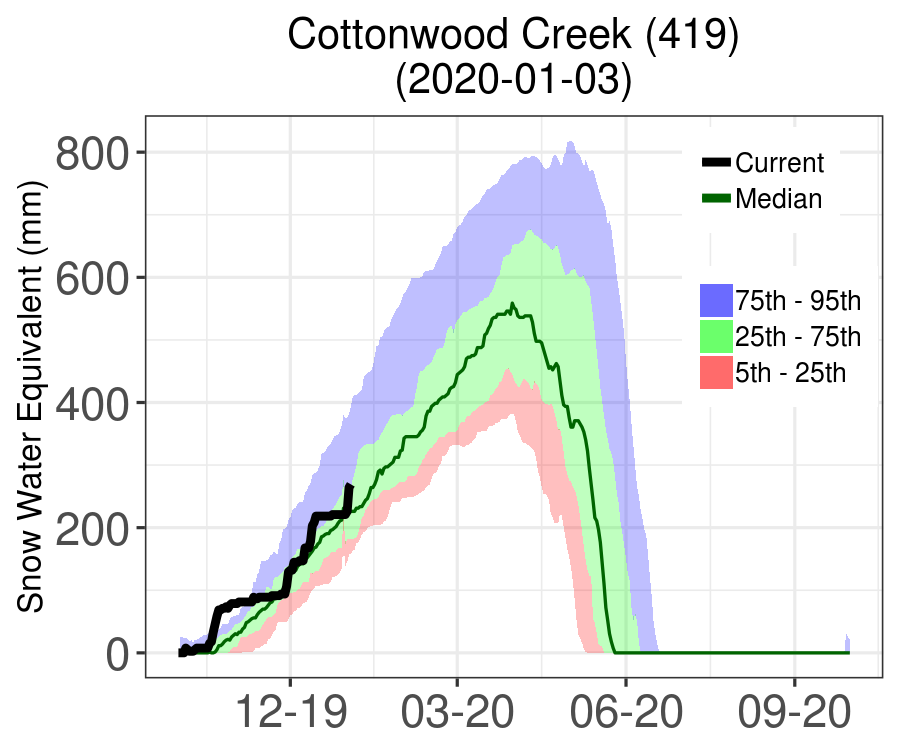 Cottonwood Creek (419)
(2020-01-03)
Snow Water Equivalent (mm)
800
600
400
200
0
12-19
03-20
06-20
09-20
Current
Median
75th - 95th
25th - 75th
5th - 25th